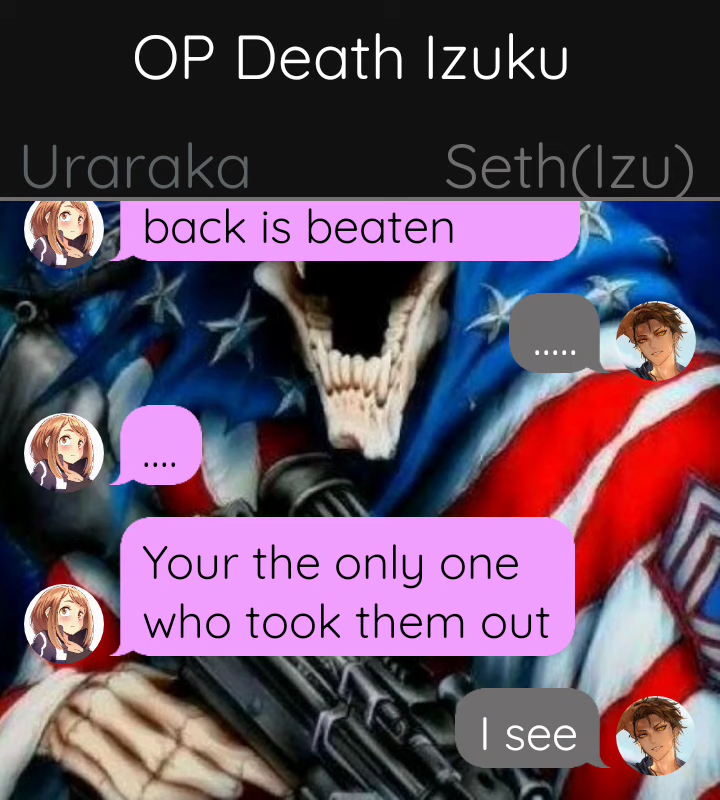 OP Death Izuku
Uraraka Seth(Izu)
back is beaten
.....
....
Your the only one
who took them out
I see